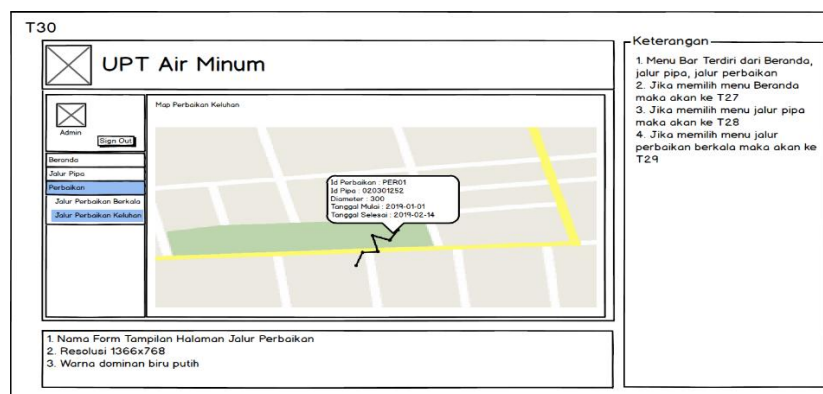 T30
UPT Air Minum
Admin
Sign Out
Beranda
Jalur Pipa
Perbaikan
Jalur Perbaikan Berkala
Jalur Perbaikan Keluhan
Map Perbaikan Keluhan
Id Perbaikan : PER01
Id Pipa : 020301252
Diameter : 300
Tanggal Mulai : 2019-01-01
Tanggal Selesai : 2019-02-14
1. Nama Form Tampilan Halaman Jalur Perbaikan
2. Resolusi 1366x768
3. Warna dominan biru putih
Keterangan
1. Menu Bar Terdiri dari Beranda,
jalur pipa, jalur perbaikan
2. Jika memilih menu Beranda
maka akan ke T27
3. Jika memilih menu jalur pipa
maka akan ke T28
4. Jika memilih menu jalur
perbaikan berkala maka akan ke
T29